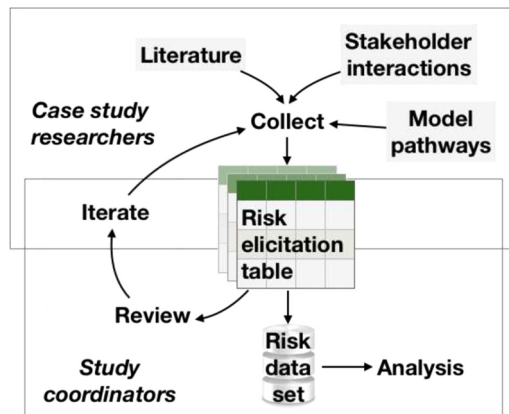 Literature
Stakeholder
interactions
Case study
researchers
Collect
Model
pathways
Iterate
Risk
elicitation
table
Review
Risk
data
set
Analysis
Study
coordinators